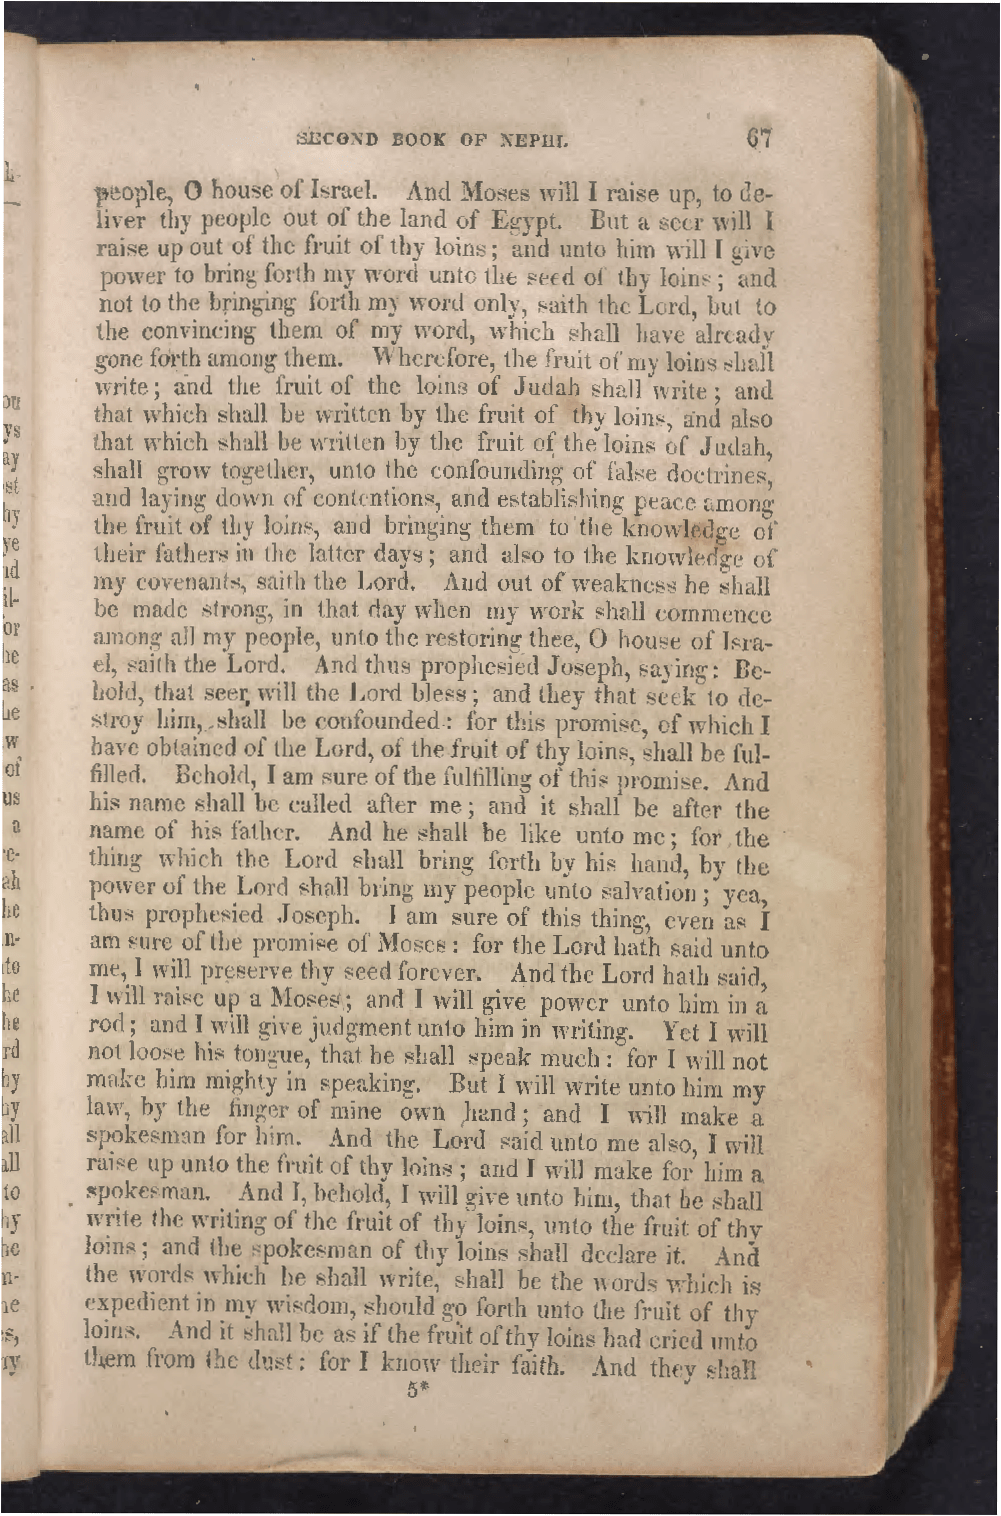 SECOND BOOK OF NEPHI. 67
people, O house of Israel. And Moses will I raise up, to de-
liver thy people out of the land of Egypt. But a seer will I
raise up out of the fruit of thy loins; and unto him will I give
power to bring forth my word unto the seed of thy loins; and
not to the bringing forth my word only, saith the Lord, but to
the convincing them of my word, which shall have already
gone forth among them. Wherefore, the fruit of my loins shall
write; and the fruit of the loins of Judah shall write; and
that which shall be written by the fruit of thy loins, and also
that which shall be written by the fruit of the loins of Judah,
shall grow together, unto the confounding of false doctrines,
and laying down of contentions, and establishing peace among
the fruit of thy loins, and bringing them to the knowledge of
their fathers in the latter days; and also to the knowledge of
my covenants, saith the Lord. And out of weakness he shall
be made strong, in that day when my work shall commence
among all my people, unto the restoring thee, O house of Isra-
el, saith the Lord. And thus prophesied Joseph, saying: Be-
hold, that seer will the Lord bless; and they that seek to de-
stroy him, shall be confounded: for this promise, of which I
have obtained of the Lord, of the fruit of thy loins, shall be ful-
filled. Behold, I am sure of the fulfilling of this promise. And
his name shall be called after me; and it shall be after the
name of his father. And he shall be like unto me; for the
thing which the Lord shall bring forth by his hand, by the
power of the Lord shall bring my people unto salvation; yea,
thus prophesied Joseph. I am sure of this thing, even as I
am sure of the promise of Moses: for the Lord hath said unto
me, I will preserve thy seed forever. And the Lord hath said,
I will raise up a Moses; and I will give power unto him in a
rod; and I will give judgment unto him in writing. Yet I will
not loose his tongue, that he shall speak much: for I will not
make him mighty in speaking. But I will write unto him my
law, by the finger of mine own hand; and I will make a
spokesman for him. And the Lord said unto me also, I will
raise up unto the fruit of thy loins; and I will make for him a
spokesman. And I, behold, I will give unto him, that he shall
write the writing of the fruit of thy loins, unto the fruit of thy
loins; and the spokesman of thy loins shall declare it. And
the words which he shall write, shall be the words which is
expedient in my wisdom, should go forth unto the fruit of thy
loins. And it shall be as if the fruit of thy loins had cried unto
them from the dust: for I know their faith. And they shall
5*